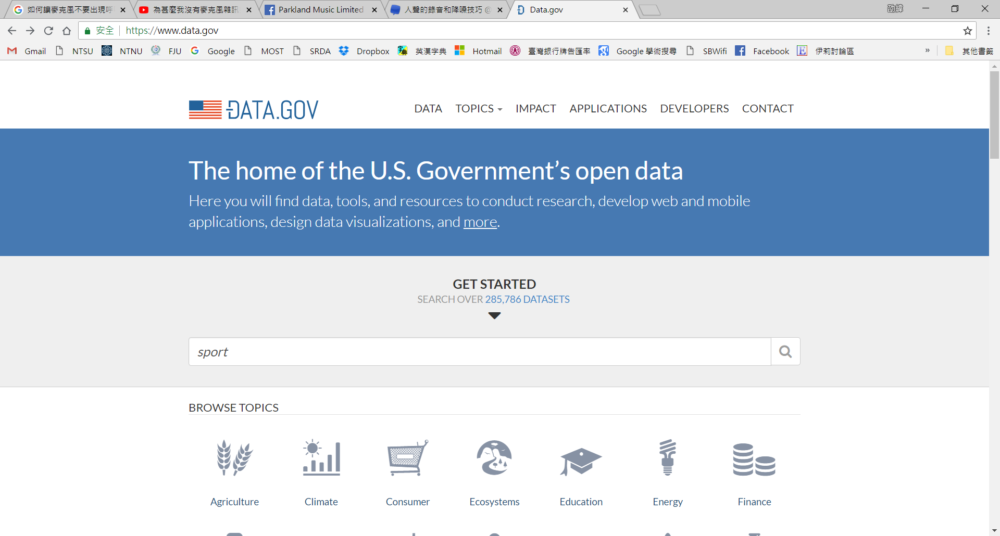 如何讓麥克風不要出現呼
為甚麼我沒有麥克風雜訊
Parkland Music Limited
人聲的錄音和降噪技巧 @
Data.gov
劭緯
安全 https://www.data.gov
Gmail NTSU NTNU FJU Google MOST SRDA Dropbox 英漢字典 Hotmail 臺灣銀行牌告匯率 Google 學術搜尋 SBWifi Facebook 伊莉討論區 » 其他書籤
DATA.GOV
DATA TOPICS IMPACT APPLICATIONS DEVELOPERS CONTACT
The home of the U.S. Government’s open data
Here you will find data, tools, and resources to conduct research, develop web and mobile
applications, design data visualizations, and more.
GET STARTED
SEARCH OVER 285,786 DATASETS
sport
BROWSE TOPICS
Agriculture Climate Consumer Ecosystems Education Energy Finance